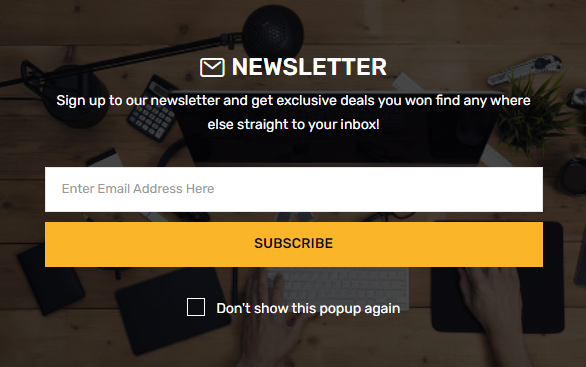 NEWSLETTER
Sign up to our newsletter and get exclusive deals you won find any where
else straight to your inbox!
Enter Email Address Here
SUBSCRIBE
Don't show this popup again